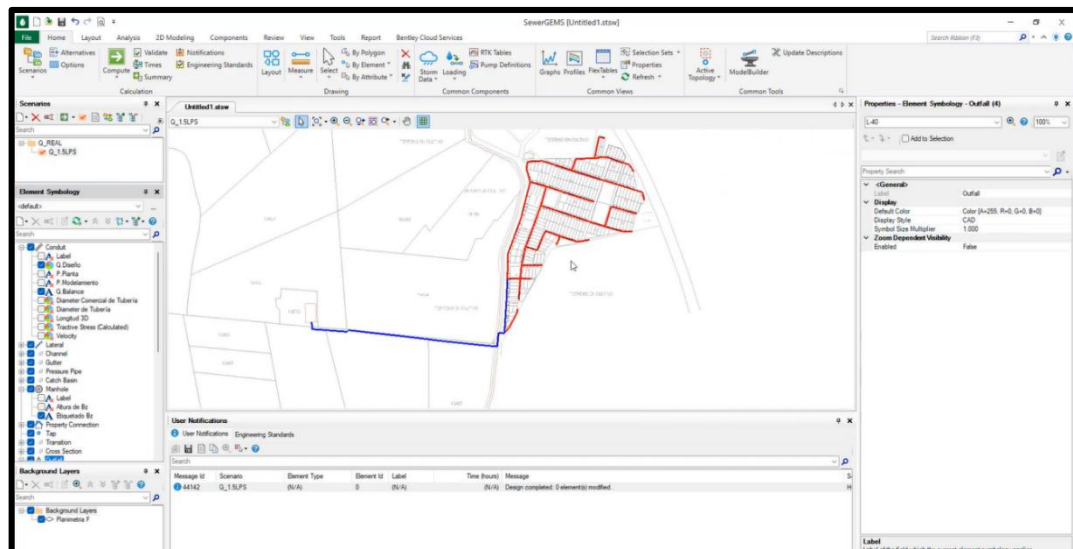 SewerGEMS [Untitled1.stsw]
File Home Layout Analysis 2D Modeling Components Review View Tools Report Bentley Cloud Services
Search Ribbon (F3)
Scenarios
Alternatives
Options
Compute
Validate
Times
Summary
Notifications
Engineering Standards
Calculation
Layout
Measure
Select
By Polygon
By Element
By Attribute
Drawing
Storm Data
Loading
RTK Tables
Pump Definitions
Common Components
Graphs
Profiles
FlexTables
Selection Sets
Properties
Refresh
Common Views
Active Topology
ModelBuilder
Update Descriptions
Common Tools
Scenarios
Search
Q_REAL
Q_1.5LPS
Element Symbology
<default>
Search
Conduit
Label
Q.Diseño
P.Planta
P.Modelamiento
Q.Balance
Diameter Comercial de Tubería
Diameter de Tubería
Longitud 3D
Tractive Stress (Calculated)
Velocity
Lateral
Channel
Gutter
Pressure Pipe
Catch Basin
Manhole
Label
Altura de Bz
Etiquetado Bz
Property Connection
Tap
Transition
Cross Section
Outfall
Background Layers
Search
Background Layers
Planimetria F
Untitled1.stsw
Q_1.5LPS
User Notifications
User Notifications Engineering Standards
Search
Message Id Scenario Element Type Element Id Label Time (hours) Message
44142 Q_1.5LPS (N/A) 0 (N/A) (N/A) Design completed: 0 element(s) modified.
Properties - Element Symbology - Outfall (4)
L-40
100%
Add to Selection
Property Search
<General>
Label Outfall
Display
Default Color Color [A=255, R=0, G=0, B=0]
Display Style CAD
Symbol Size Multiplier 1.000
Zoom Dependent Visibility
Enabled False
Label